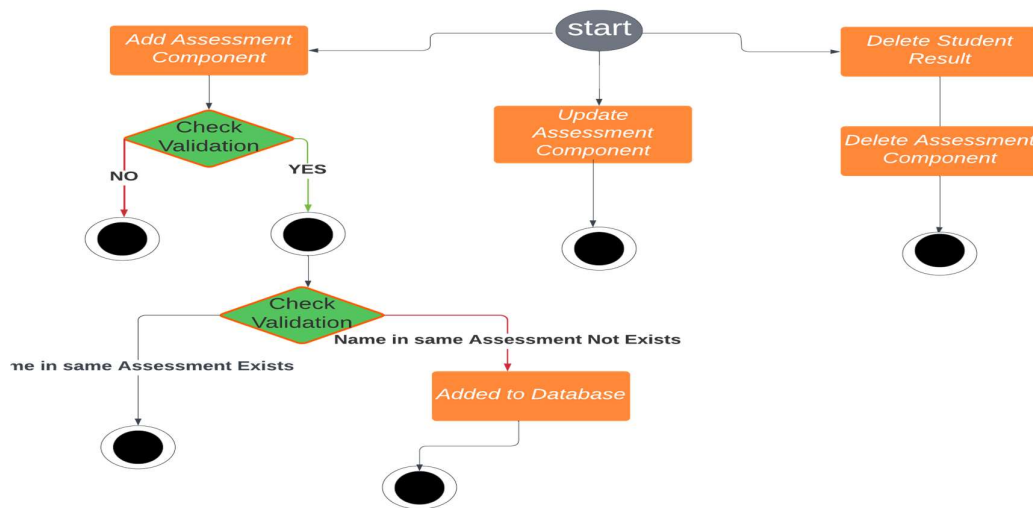 start
Add Assessment
Component
Delete Student
Result
Update
Assessment
Component
Check
Validation
Delete Assessment
Component
NO
YES
Check
Validation
Name in same Assessment Not Exists
in same Assessment Exists
Added to Database